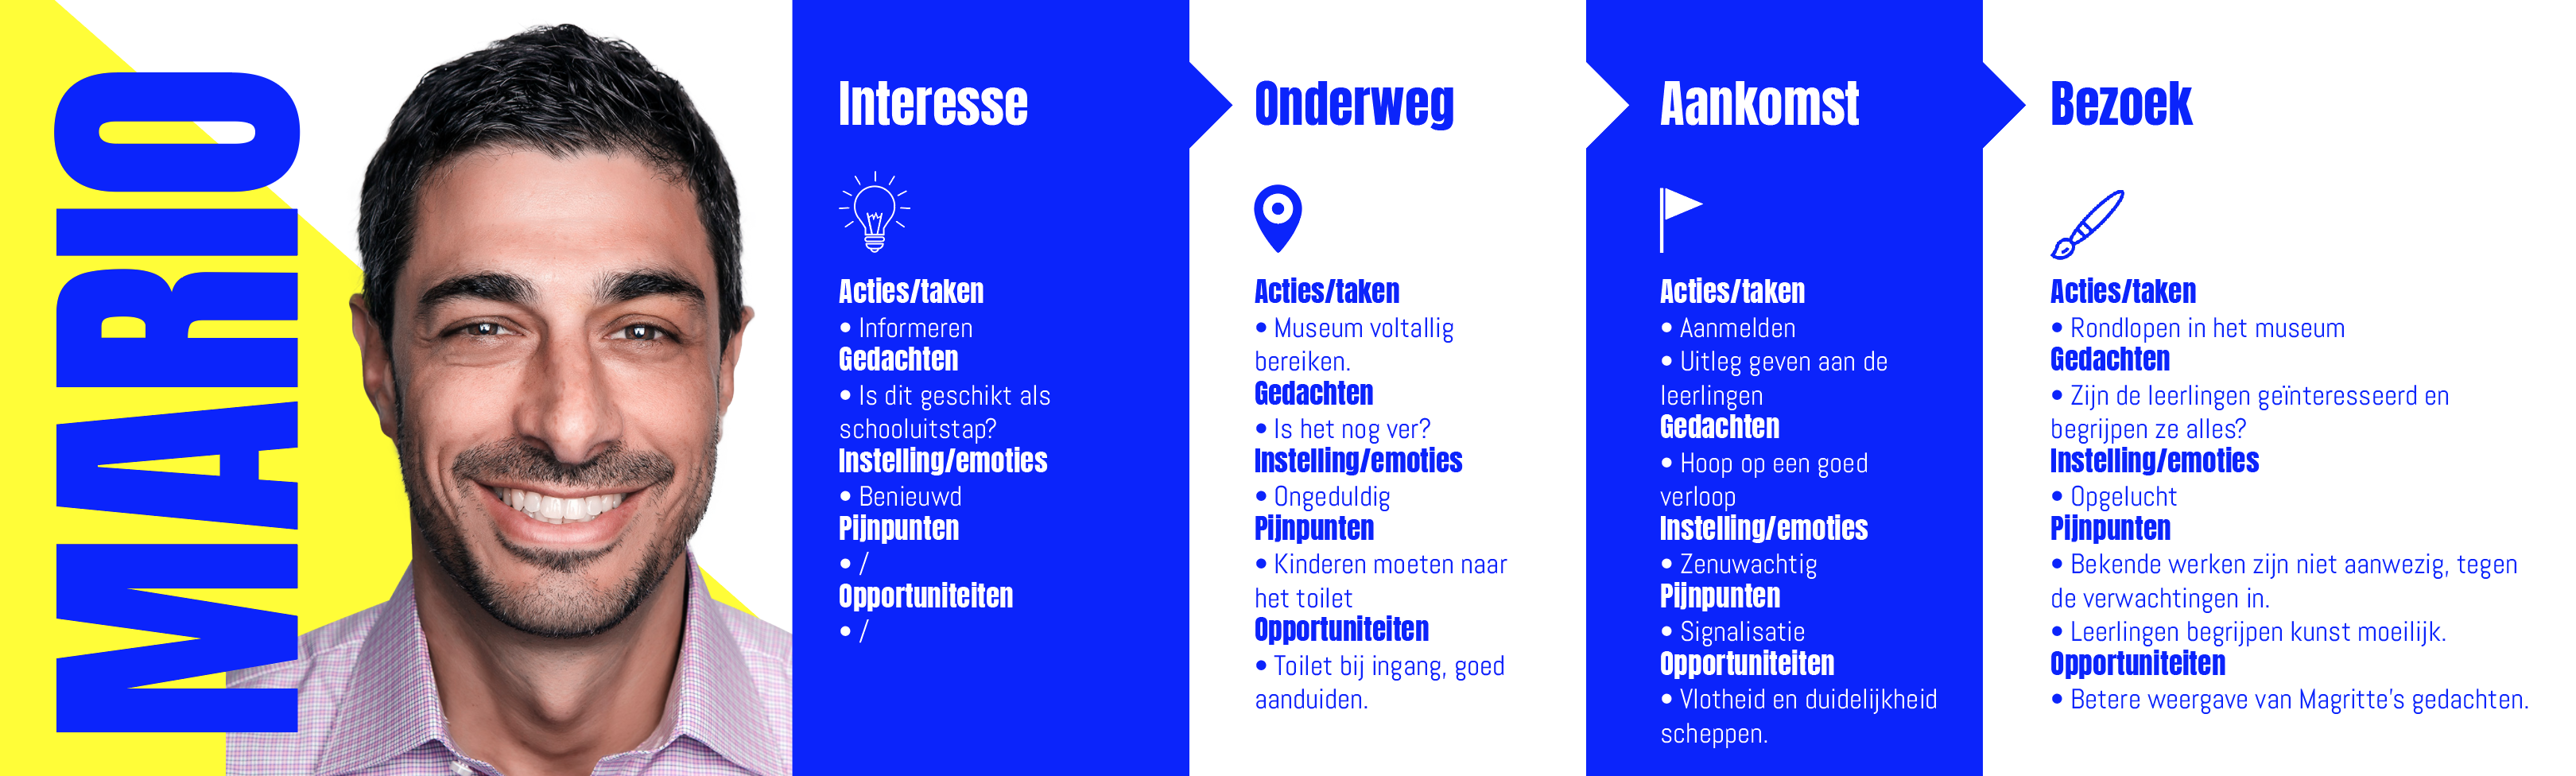 MARIO
Interesse
Acties/taken
• Informeren
Gedachten
• Is dit geschikt als
schooluitstap?
Instelling/emoties
• Benieuwd
Pijnpunten
• /
Opportuniteiten
• /
Onderweg
Acties/taken
• Museum voltallig
bereiken.
Gedachten
• Is het nog ver?
Instelling/emoties
• Ongeduldig
Pijnpunten
• Kinderen moeten naar
het toilet
Opportuniteiten
• Toilet bij ingang, goed
aanduiden.
Aankomst
Acties/taken
• Aanmelden
• Uitleg geven aan de
leerlingen
Gedachten
• Hoop op een goed
verloop
Instelling/emoties
• Zenuwachtig
Pijnpunten
• Signalisatie
Opportuniteiten
• Vlotheid en duidelijkheid
scheppen.
Bezoek
Acties/taken
• Rondlopen in het museum
Gedachten
• Zijn de leerlingen geïnteresseerd en
begrijpen ze alles?
Instelling/emoties
• Opgelucht
Pijnpunten
• Bekende werken zijn niet aanwezig, tegen
de verwachtingen in.
• Leerlingen begrijpen kunst moeilijk.
Opportuniteiten
• Betere weergave van Magritte's gedachten.